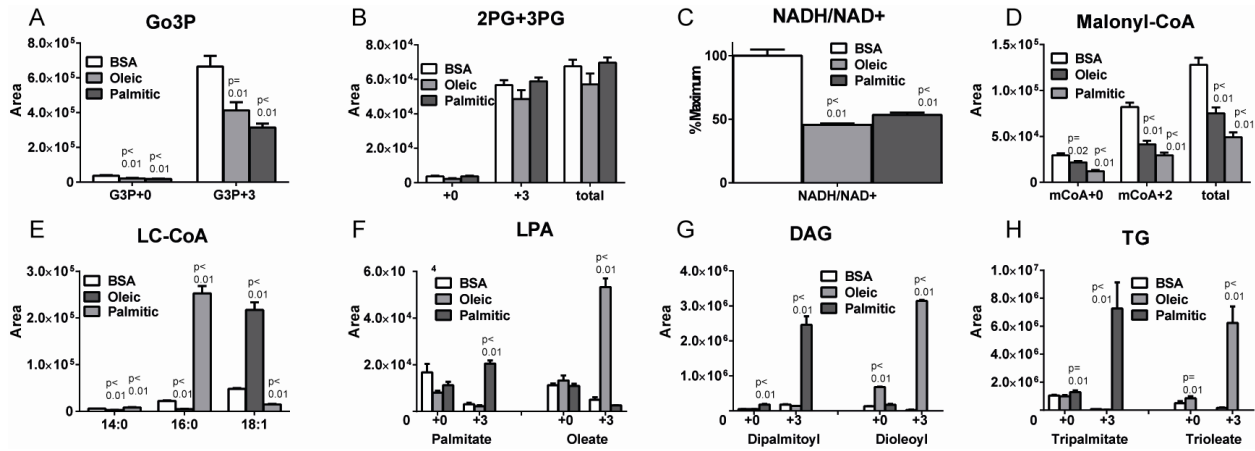 A
Go3P
8.0×10⁵
6.0×10⁵
4.0×10⁵
2.0×10⁵
0
Area
BSA
Oleic
Palmitic
p<
0.01
p<
0.01
p=
0.01
p<
0.01
G3P+0
G3P+3
B
2PG+3PG
8.0×10⁴
6.0×10⁴
4.0×10⁴
2.0×10⁴
0
Area
BSA
Oleic
Palmitic
+0
+3
total
C
NADH/NAD+
100
50
0
%Maximum
BSA
Oleic
Palmitic
p<
0.01
p<
0.01
NADH/NAD+
D
Malonyl-CoA
1.5×10⁵
1.0×10⁵
5.0×10⁴
0
Area
BSA
Oleic
Palmitic
p=
0.02
p<
0.01
p<
0.01
p<
0.01
p<
0.01
p<
0.01
mCoA+0
mCoA+2
total
E
LC-CoA
3.0×10⁵
2.0×10⁵
1.0×10⁵
0
Area
BSA
Oleic
Palmitic
p<
0.01
p<
0.01
p<
0.01
p<
0.01
p<
0.01
p<
0.01
14:0
16:0
18:1
F
LPA
6.0×10
4
4.0×10⁴
2.0×10⁴
0
Area
BSA
Oleic
Palmitic
p<
0.01
p<
0.01
+0
+3
+0
+3
Palmitate
Oleate
G
DAG
4.0×10⁶
3.0×10⁶
2.0×10⁶
1.0×10⁶
0
Area
BSA
Oleic
Palmitic
p<
0.01
p<
0.01
p<
0.01
p<
0.01
+0
+3
+0
+3
Dipalmitoyl
Dioleoyl
H
TG
1.0×10⁷
8.0×10⁶
6.0×10⁶
4.0×10⁶
2.0×10⁶
0
Area
BSA
Oleic
Palmitic
p=
0.01
p<
0.01
p=
0.01
p<
0.01
+0
+3
+0
+3
Tripalmitate
Trioleate